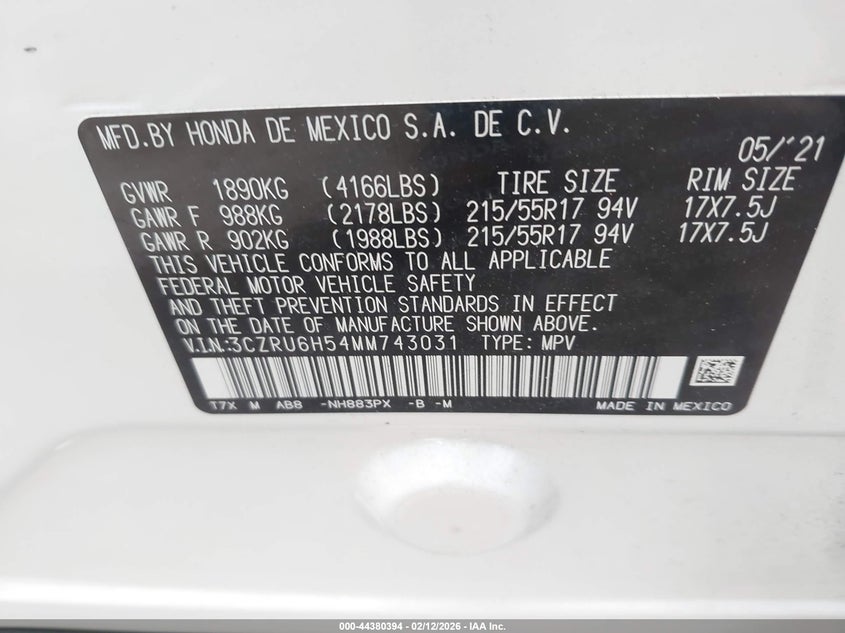 MFD.BY HONDA DE MEXICO S.A. DE C.V.
05/'21
GVWR 1890KG (4166LBS) TIRE SIZE RIM SIZE
GAWR F 988KG (2178LBS) 215/55R17 94V 17X7.5J
GAWR R 902KG (1988LBS) 215/55R17 94V 17X7.5J
THIS VEHICLE CONFORMS TO ALL APPLICABLE
FEDERAL MOTOR VEHICLE SAFETY
AND THEFT PREVENTION STANDARDS IN EFFECT
ON THE DATE OF MANUFACTURE SHOWN ABOVE.
V.I.N:3CZRU6H54MM743031 TYPE: MPV
T7X M AB8 -NH883PX -B -M MADE IN MEXICO
000-44380394 - 02/12/2026 - IAA Inc.